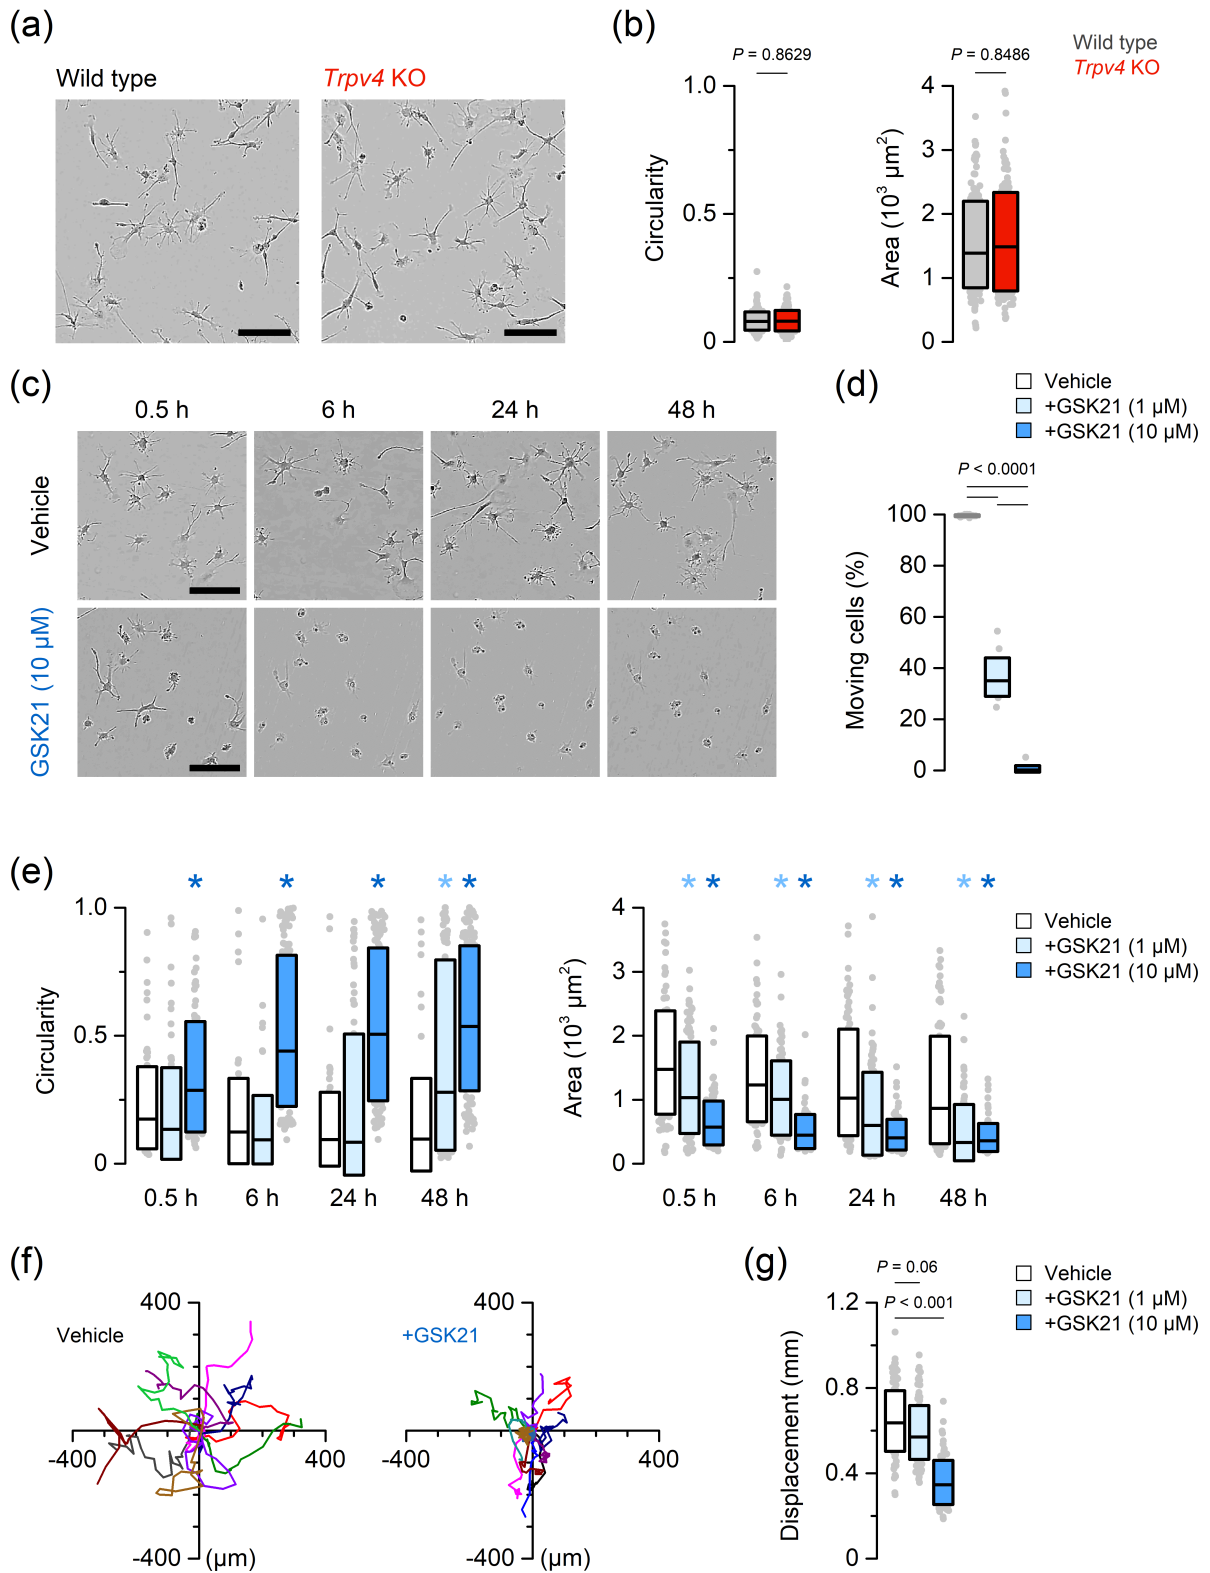 (a)
Wild type
Trpv4 KO
(b)
Wild type
Trpv4 KO
P = 0.8629
1.0
0.5
0
Circularity
P = 0.8486
4
3
2
1
0
Area (10³ µm²)
(c)
0.5 h 6 h 24 h 48 h
Vehicle
GSK21 (10 µM)
(d)
Vehicle
+GSK21 (1 µM)
+GSK21 (10 µM)
P < 0.0001
100
80
60
40
20
0
Moving cells (%)
(e)
* * * * *
1.0
0.5
0
Circularity
0.5 h 6 h 24 h 48 h
* * * * * * * *
4
3
2
1
0
Area (10³ µm²)
0.5 h 6 h 24 h 48 h
Vehicle
+GSK21 (1 µM)
+GSK21 (10 µM)
(f)
400
Vehicle
-400 400
-400 (µm)
400
+GSK21
-400 400
-400 (µm)
(g)
Vehicle
+GSK21 (1 µM)
+GSK21 (10 µM)
P = 0.06
P < 0.001
1.2
0.8
0.4
0
Displacement (mm)